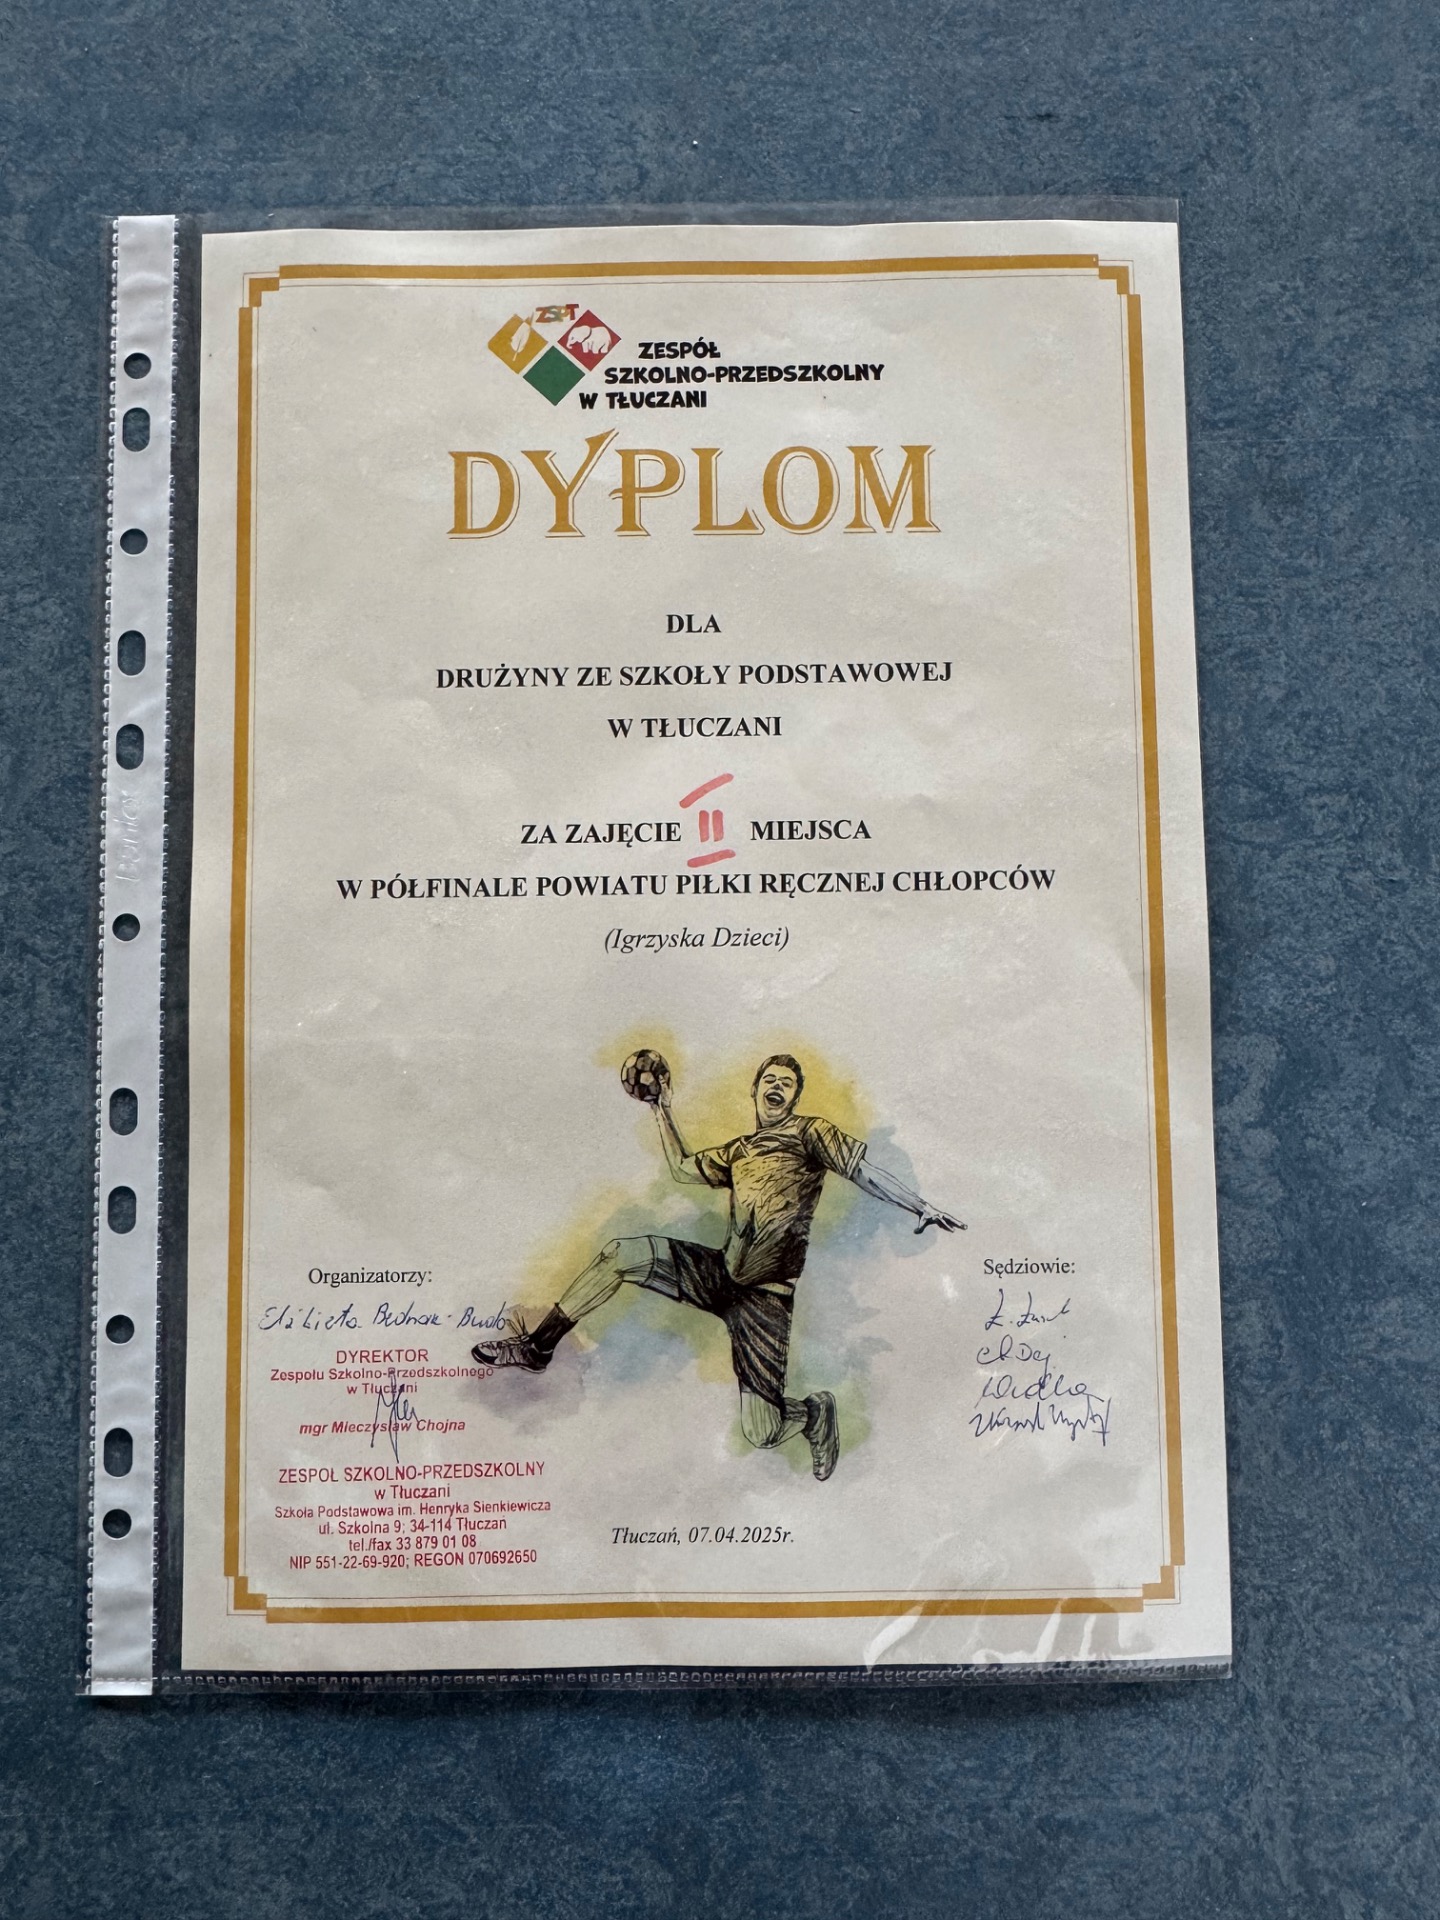 ZSPT
ZESPÓŁ
SZKOLNO-PRZEDSZKOLNY
W TŁUCZANI
DYPLOM
DLA
DRUŻYNY ZE SZKOŁY PODSTAWOWEJ
W TŁUCZANI
ZA ZAJĘCIE II MIEJSCA
W PÓŁFINALE POWIATU PIŁKI RĘCZNEJ CHŁOPCÓW
(Igrzyska Dzieci)
Organizatorzy:
Elżbieta Bednarz-
DYREKTOR
Zespołu Szkolno-Przedszkolnego
w Tłuczani
mgr Mieczysław Chojna
ZESPÓŁ SZKOLNO-PRZEDSZKOLNY
w Tłuczani
Szkoła Podstawowa im. Henryka Sienkiewicza
ul. Szkolna 9; 34-114 Tłuczań
tel./fax 33 879 01 08
NIP 551-22-69-920; REGON 070692650
Sędziowie:
Tłuczań, 07.04.2025r.